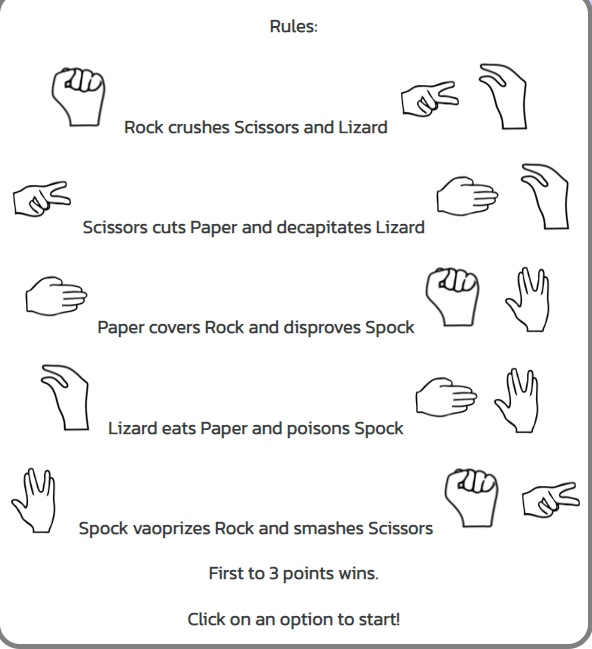 Rules:
Rock crushes Scissors and Lizard
Scissors cuts Paper and decapitates Lizard
Paper covers Rock and disproves Spock
Lizard eats Paper and poisons Spock
Spock vaoprizes Rock and smashes Scissors
First to 3 points wins.
Click on an option to start!